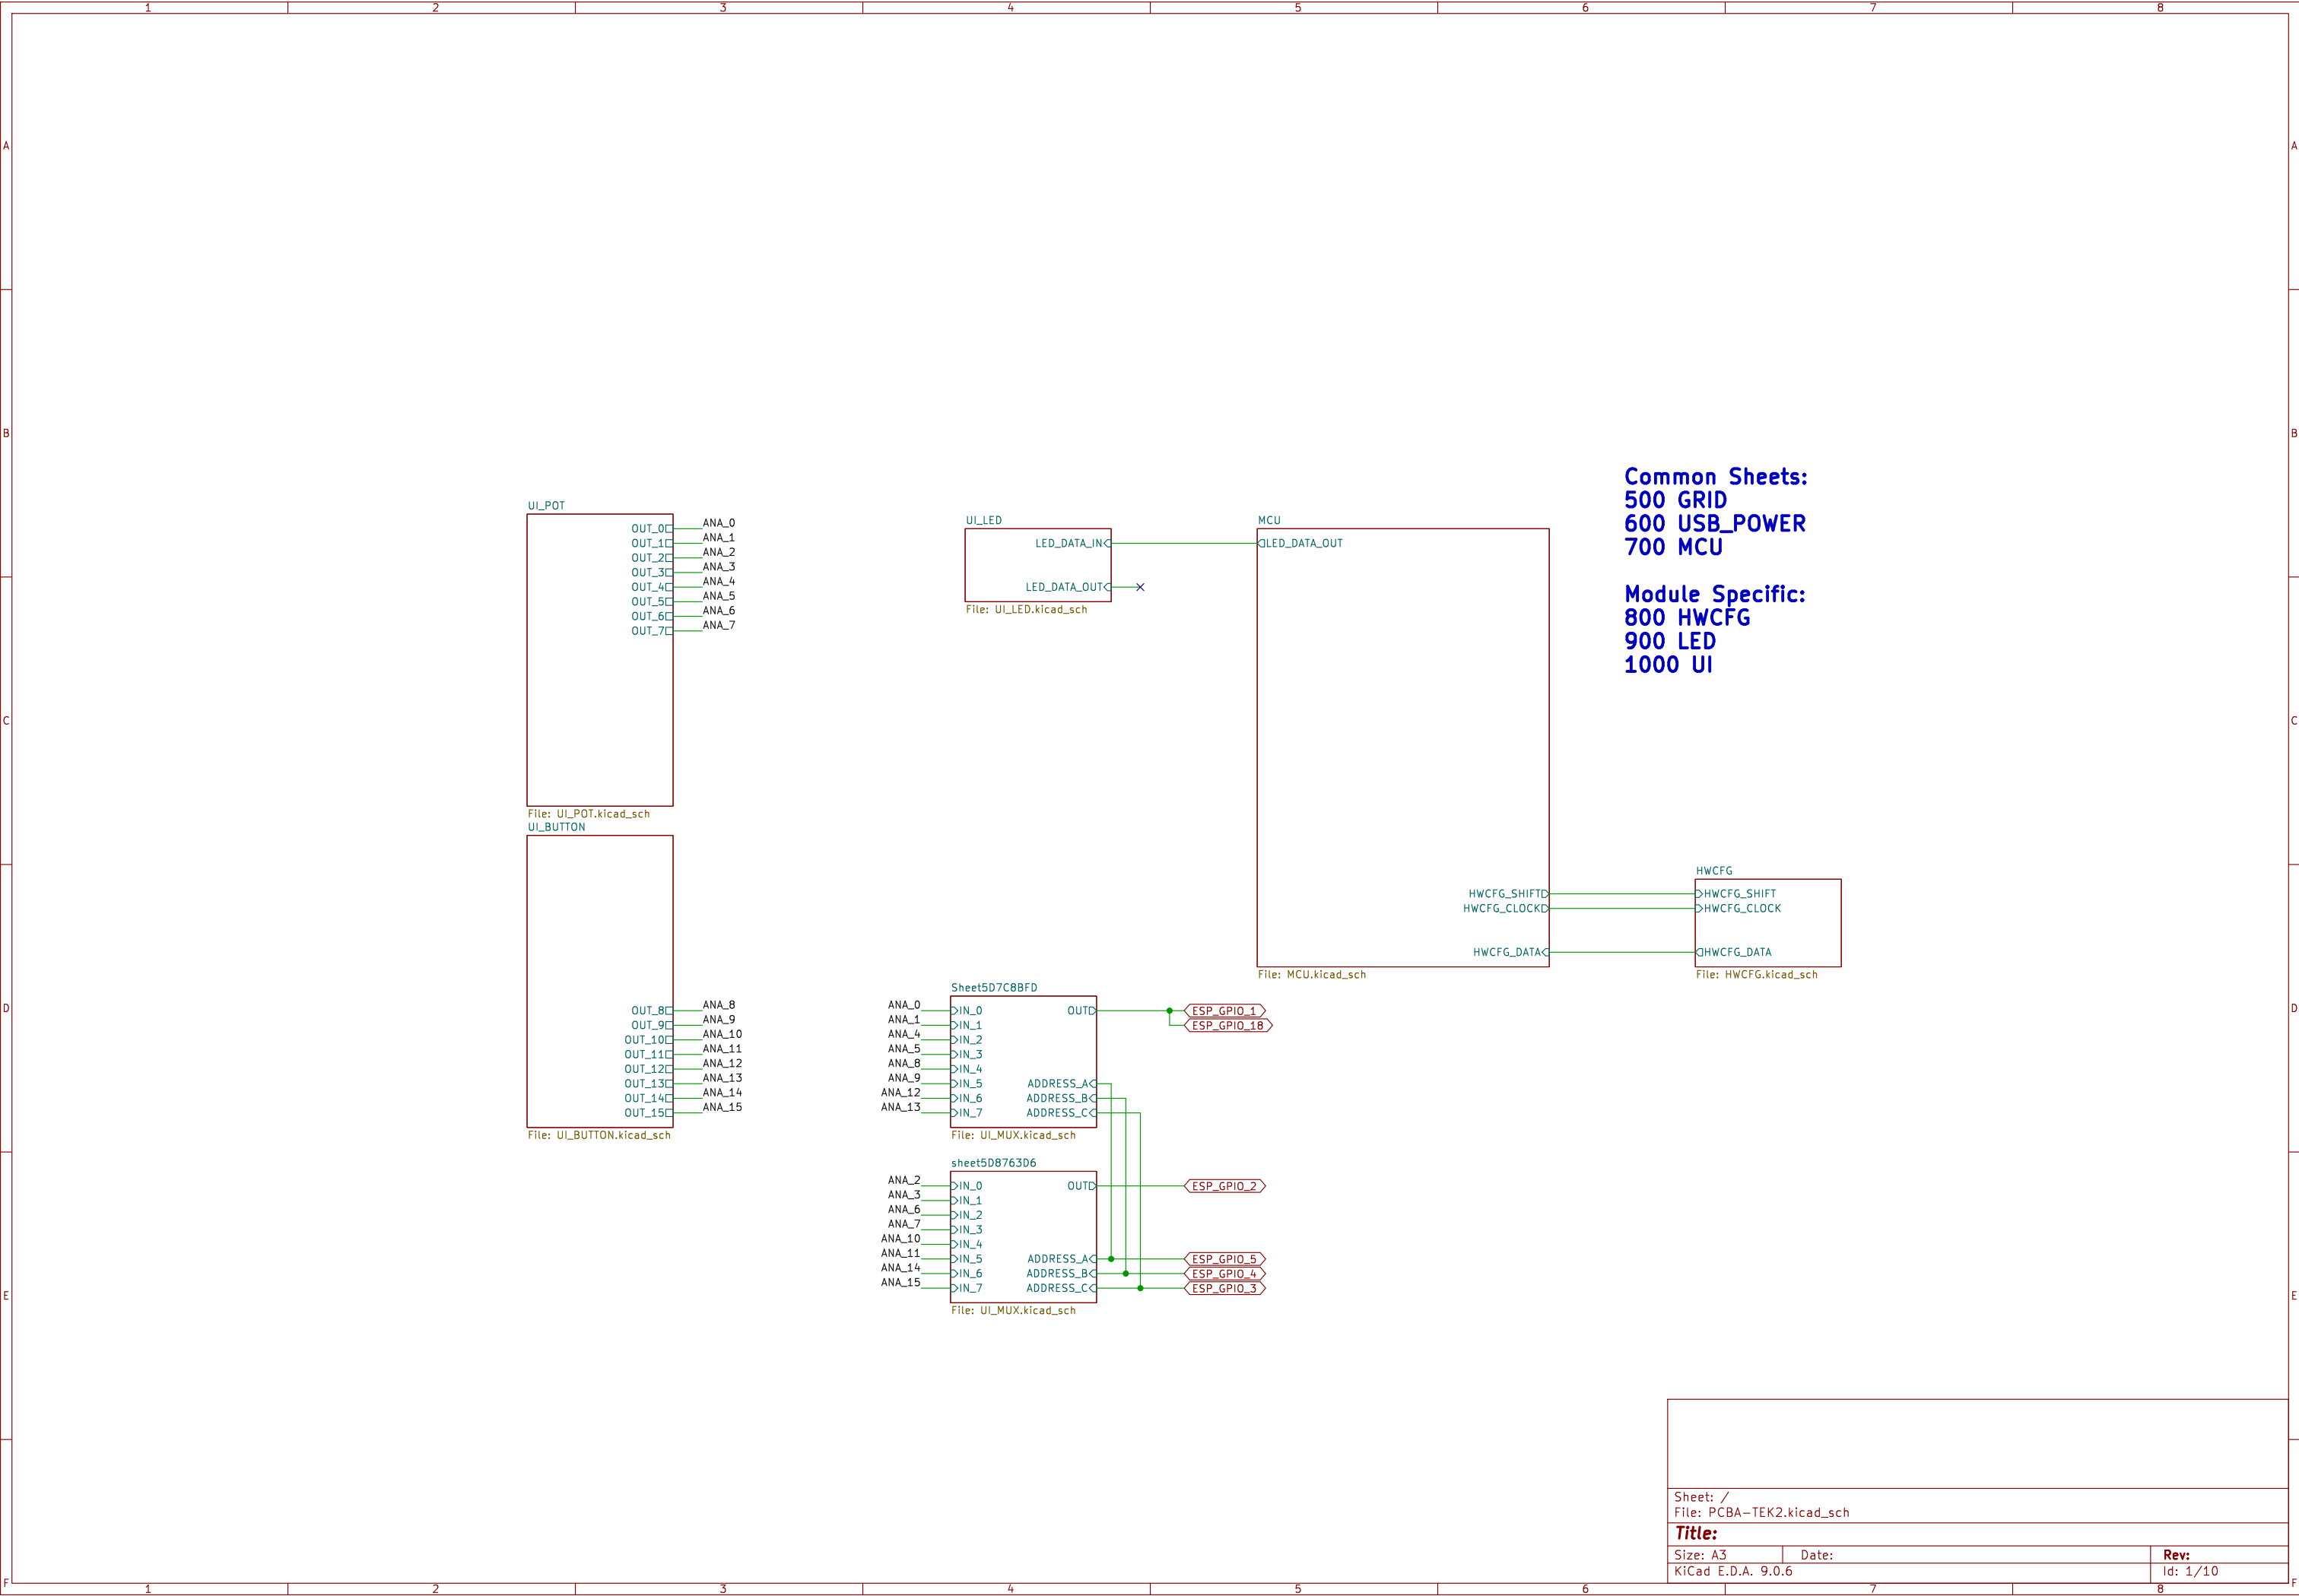 1 2 3 4 5 6 7 8
A A
B B
C C
D D
E E
F F
Common Sheets:
500 GRID
600 USB_POWER
700 MCU
Module Specific:
800 HWCFG
900 LED
1000 UI
UI_POT
OUT_0 ANA_0
OUT_1 ANA_1
OUT_2 ANA_2
OUT_3 ANA_3
OUT_4 ANA_4
OUT_5 ANA_5
OUT_6 ANA_6
OUT_7 ANA_7
File: UI_POT.kicad_sch
UI_BUTTON
OUT_8 ANA_8
OUT_9 ANA_9
OUT_10 ANA_10
OUT_11 ANA_11
OUT_12 ANA_12
OUT_13 ANA_13
OUT_14 ANA_14
OUT_15 ANA_15
File: UI_BUTTON.kicad_sch
UI_LED
LED_DATA_IN
LED_DATA_OUT
File: UI_LED.kicad_sch
MCU
LED_DATA_OUT
HWCFG_SHIFT
HWCFG_CLOCK
HWCFG_DATA
File: MCU.kicad_sch
HWCFG
HWCFG_SHIFT
HWCFG_CLOCK
HWCFG_DATA
File: HWCFG.kicad_sch
Sheet5D7C8BFD
ANA_0 IN_0 OUT ESP_GPIO_1
ANA_1 IN_1 ESP_GPIO_18
ANA_4 IN_2
ANA_5 IN_3
ANA_8 IN_4
ANA_9 IN_5 ADDRESS_A
ANA_12 IN_6 ADDRESS_B
ANA_13 IN_7 ADDRESS_C
File: UI_MUX.kicad_sch
sheet5D8763D6
ANA_2 IN_0 OUT ESP_GPIO_2
ANA_3 IN_1
ANA_6 IN_2
ANA_7 IN_3
ANA_10 IN_4
ANA_11 IN_5 ADDRESS_A ESP_GPIO_5
ANA_14 IN_6 ADDRESS_B ESP_GPIO_4
ANA_15 IN_7 ADDRESS_C ESP_GPIO_3
File: UI_MUX.kicad_sch
Sheet: /
File: PCBA-TEK2.kicad_sch
Title:
Size: A3 Date: Rev:
KiCad E.D.A. 9.0.6 Id: 1/10
1 2 3 4 5 6 7 8